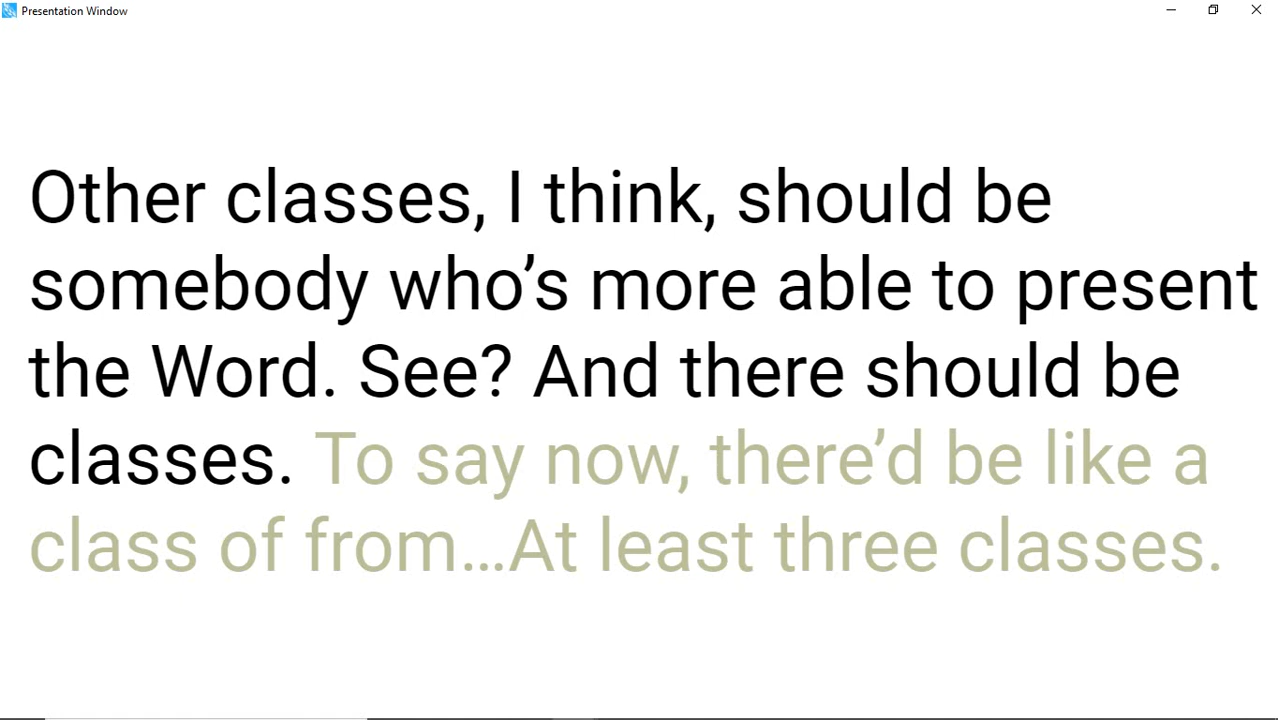 Presentation Window
Other classes, I think, should be
somebody who’s more able to present
the Word. See? And there should be
classes. To say now, there’d be like a
class of from…At least three classes.